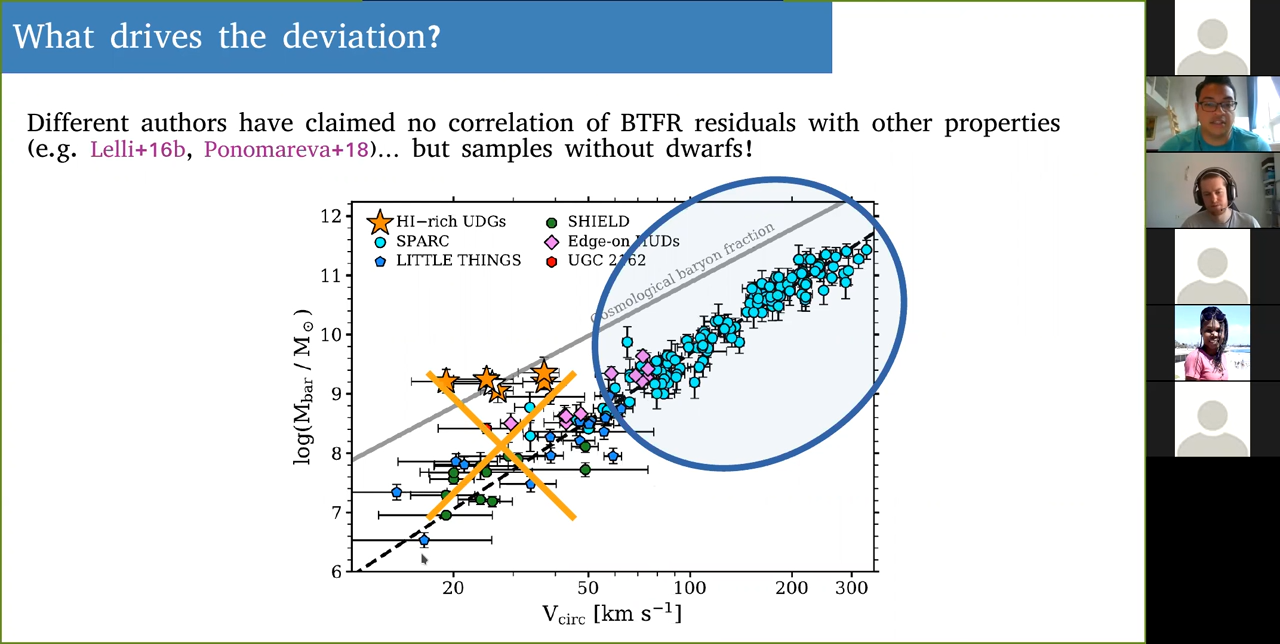 What drives the deviation?
Different authors have claimed no correlation of BTFR residuals with other properties
(e.g. Lelli+16b, Ponomareva+18)... but samples without dwarfs!
HI−rich UDGs
SPARC
LITTLE THINGS
SHIELD
Edge-on HUDs
UGC 2162
Cosmological baryon fraction
log(M_bar / M_⊙)
12
11
10
9
8
7
6
20
50
100
200
300
V_circ [km s⁻¹]